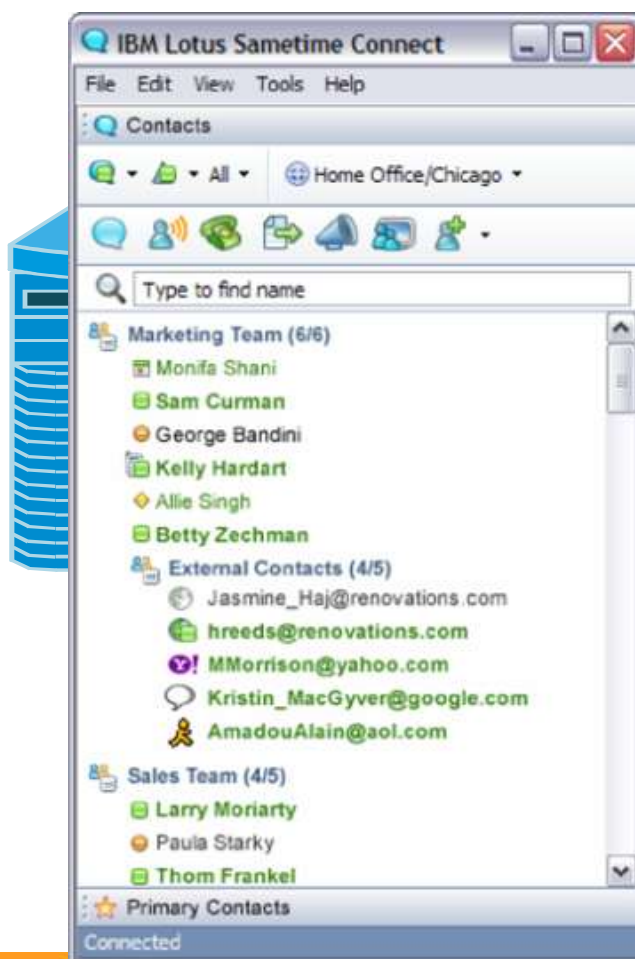 IBM Lotus Sametime Connect
File Edit View Tools Help
Contacts
All Home Office/Chicago
Type to find name
Marketing Team (6/6)
Monifa Shani
Sam Curman
George Bandini
Kelly Hardart
Allie Singh
Betty Zechman
External Contacts (4/5)
Jasmine_Haj@renovations.com
hreeds@renovations.com
Y! MMorrison@yahoo.com
Kristin_MacGyver@google.com
AmadouAlain@aol.com
Sales Team (4/5)
Larry Moriarty
Paula Starky
Thom Frankel
Primary Contacts
Connected